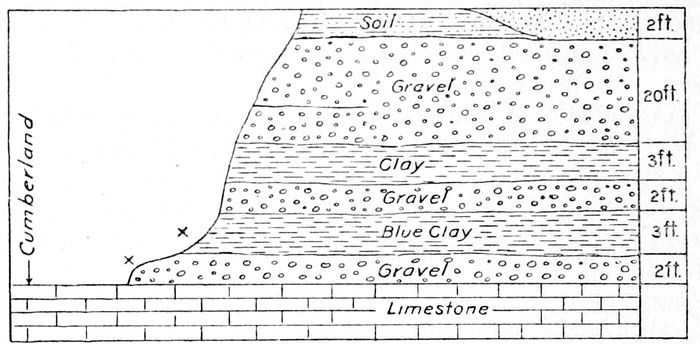 Soil 2ft.
Gravel 20ft.
Clay 3ft.
Gravel 2ft.
Blue Clay 3ft.
Gravel 2ft.
Limestone
Cumberland
x
x